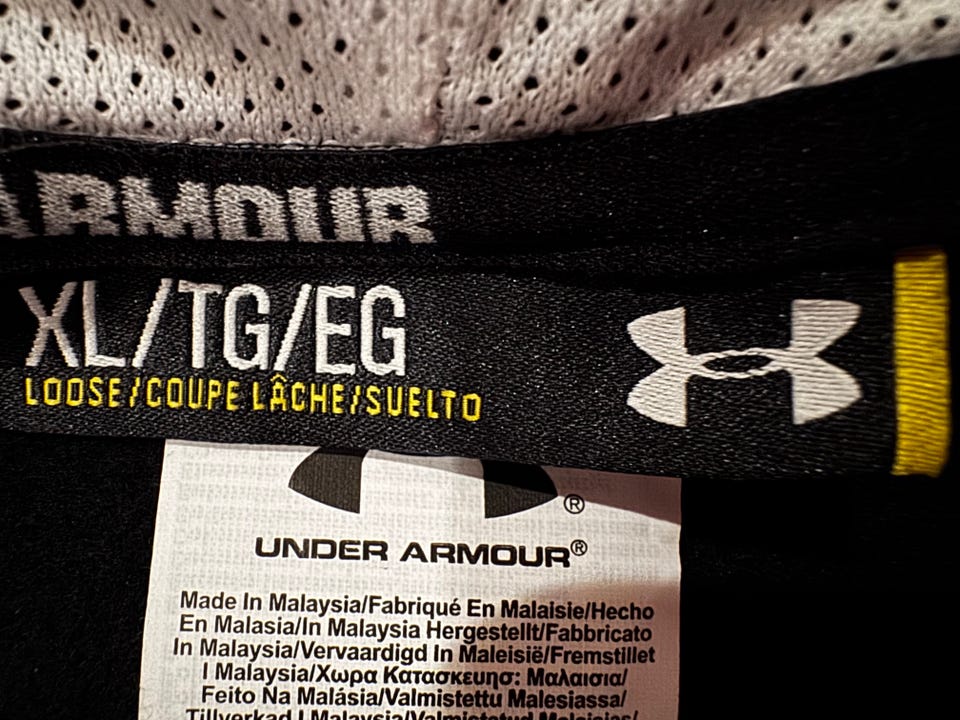 ARMOUR
XL/TG/EG
LOOSE/COUPE LÂCHE/SUELTO
®
UNDER ARMOUR®
Made In Malaysia/Fabriqué En Malaisie/Hecho
En Malasia/In Malaysia Hergestellt/Fabbricato
In Malaysia/Vervaardigd In Maleisië/Fremstillet
I Malaysia/Χωρα Κατασκευησ: Μαλαισια/
Feito Na Malásia/Valmistettu Malesiassa/
Tillverkad I Malaysia/